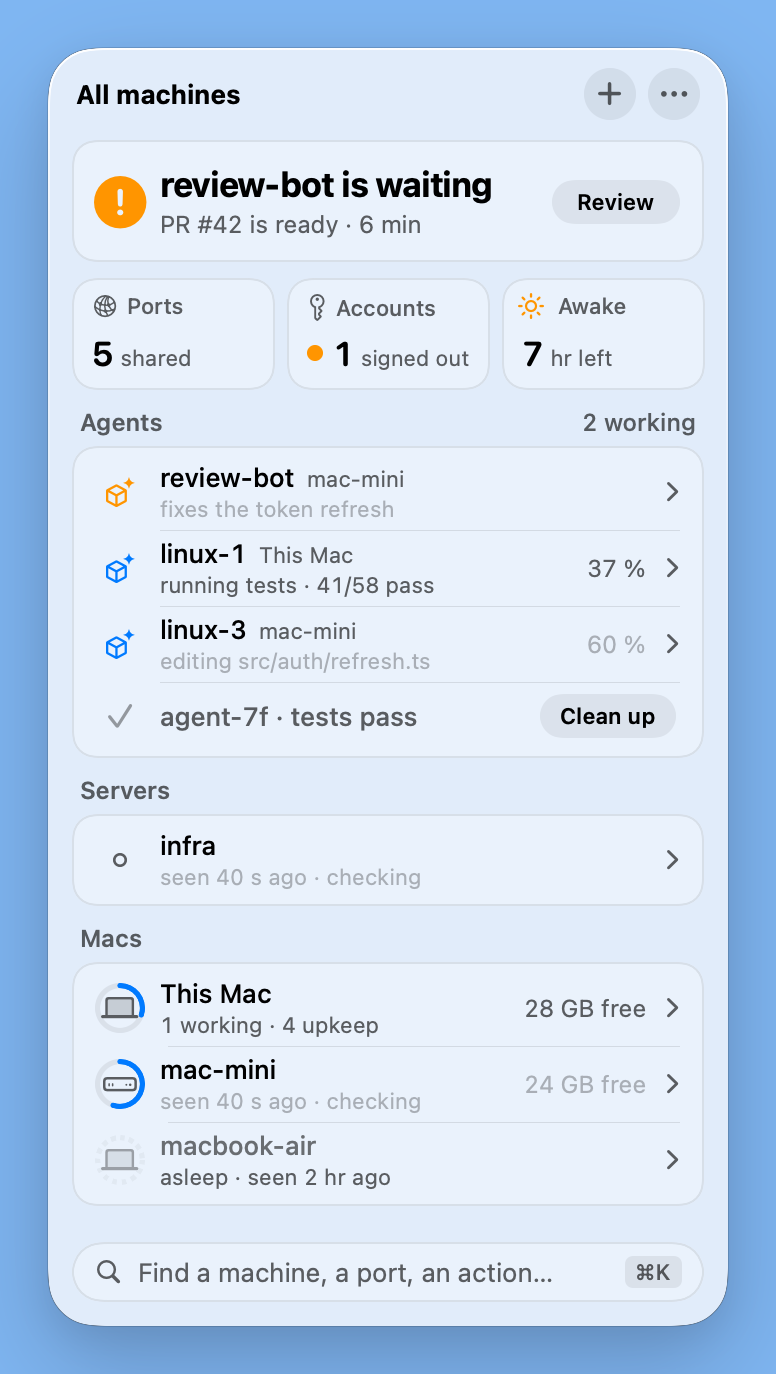 All machines
review-bot is waiting
PR #42 is ready · 6 min
Review
Ports
5 shared
Accounts
1 signed out
Awake
7 hr left
Agents
2 working
review-bot mac-mini
fixes the token refresh
linux-1 This Mac
running tests · 41/58 pass
37 %
linux-3 mac-mini
editing src/auth/refresh.ts
60 %
agent-7f · tests pass
Clean up
Servers
infra
seen 40 s ago · checking
Macs
This Mac
1 working · 4 upkeep
28 GB free
mac-mini
seen 40 s ago · checking
24 GB free
macbook-air
asleep · seen 2 hr ago
Find a machine, a port, an action...
⌘K